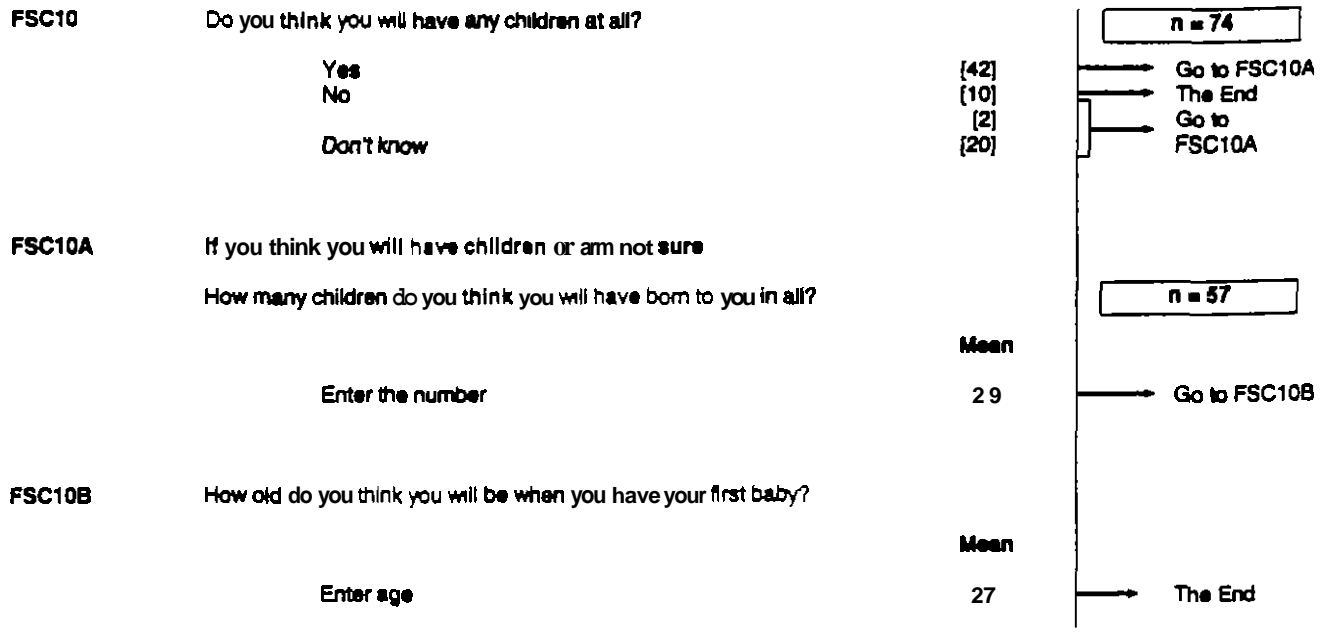 FSC10 Do you think you will have any children at all? n = 74
Yes [42] Go to FSC10A
No [10] The End
[2] Go to
Don't know [20] FSC10A
FSC10A If you think you will have children or am not sure
How many children do you think you will have born to you in all? n = 57
Mean
Enter the number 2 9 Go to FSC10B
FSC10B How old do you think you will be when you have your first baby?
Mean
Enter age 27 The End